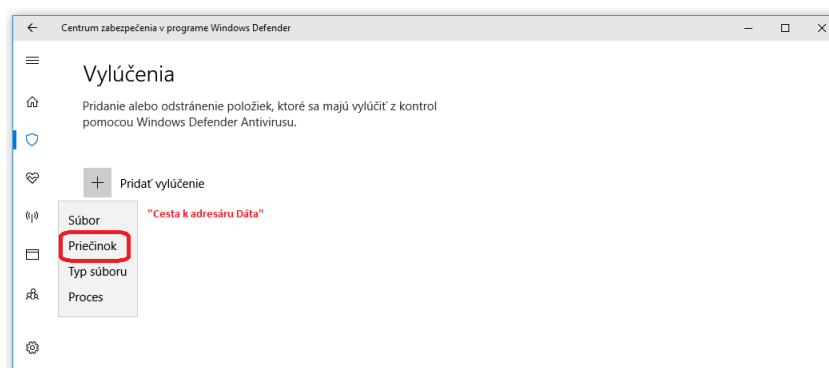 Centrum zabezpečenia v programe Windows Defender
Vylúčenia
Pridanie alebo odstránenie položiek, ktoré sa majú vylúčiť z kontrol
pomocou Windows Defender Antivirusu.
Pridať vylúčenie
"Cesta k adresáru Dáta"
Súbor
Priečinok
Typ súboru
Proces